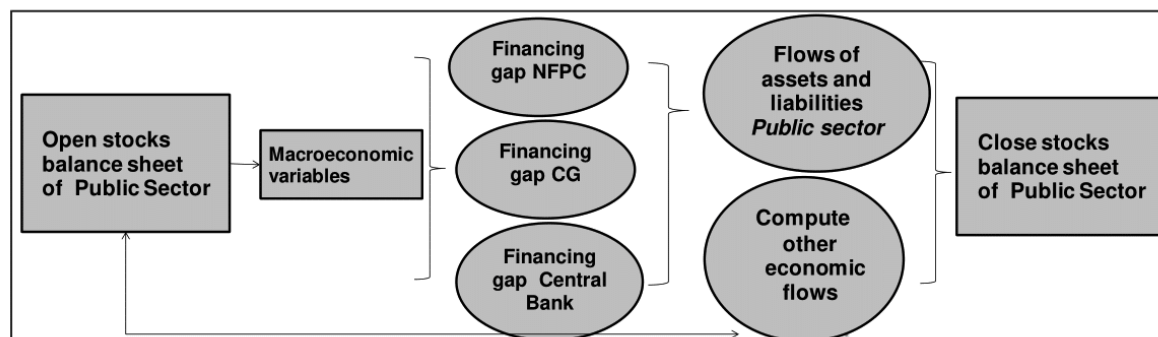 Open stocks
balance sheet
of Public Sector
Macroeconomic
variables
Financing
gap NFPC
Financing
gap CG
Financing
gap Central
Bank
Flows of
assets and
liabilities
Public sector
Compute
other
economic
flows
Close stocks
balance sheet
of Public Sector